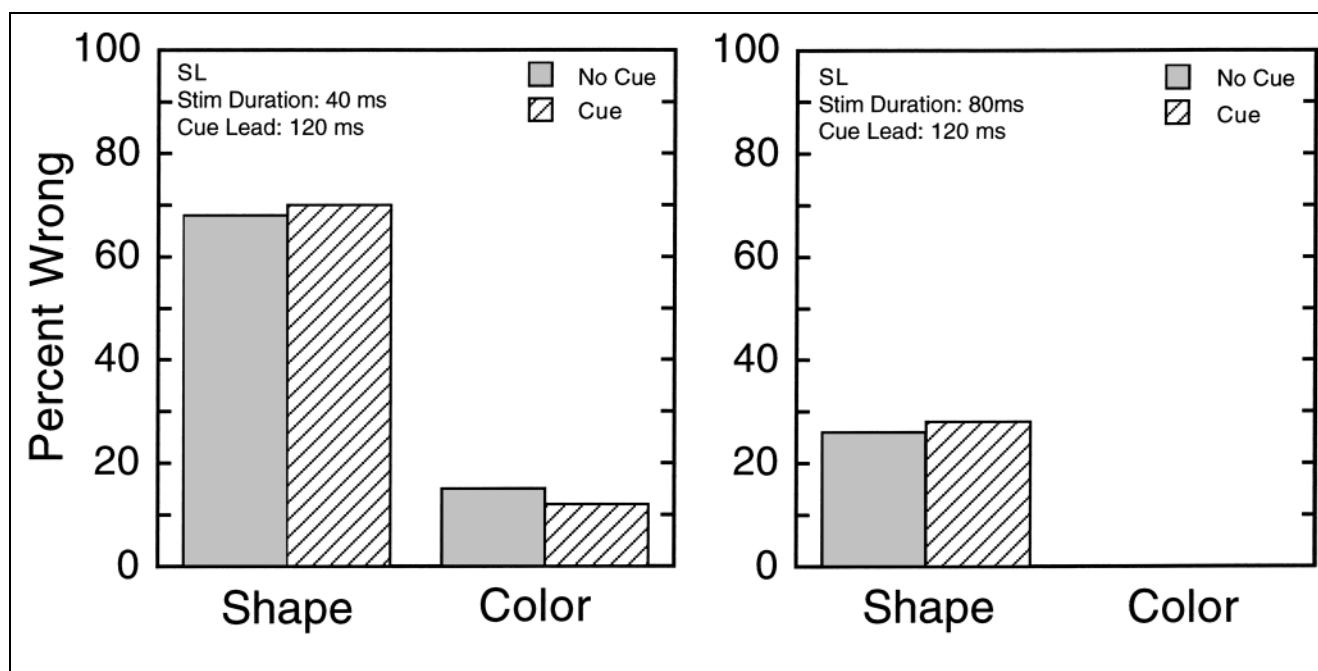 Percent Wrong
100
80
60
40
20
0
SL
Stim Duration: 40 ms
Cue Lead: 120 ms
No Cue
Cue
Shape
Color
100
80
60
40
20
0
SL
Stim Duration: 80ms
Cue Lead: 120 ms
No Cue
Cue
Shape
Color